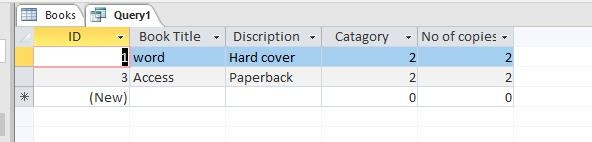 Books Query1
ID Book Title Discription Catagory No of copies
1 word Hard cover 2 2
3 Access Paperback 2 2
(New) 0 0